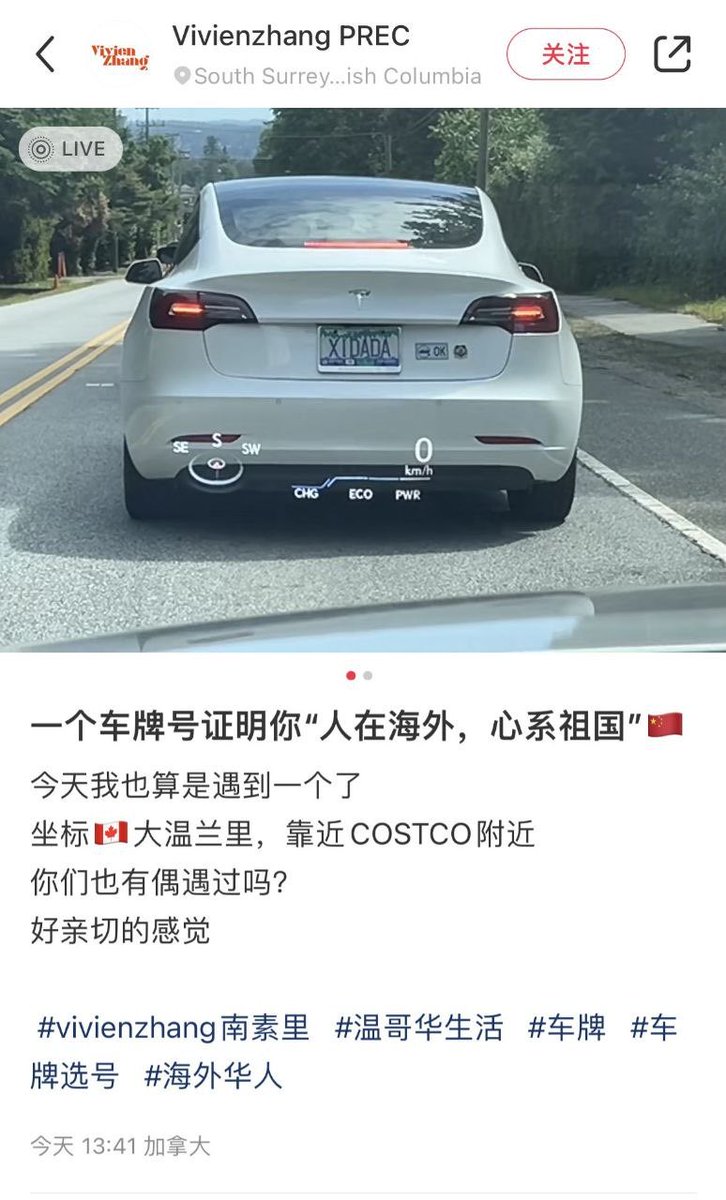 Vivienzhang PREC
关注
Vivien
Zhang
South Surrey...ish Columbia
LIVE
XIDADA
OK
SE
S
SW
0
km/h
CHG
ECO
PWR
一个车牌号证明你“人在海外，心系祖国”🇨🇳
今天我也算是遇到一个了
坐标🇨🇦大温兰里，靠近COSTCO附近
你们也有偶遇过吗？
好亲切的感觉
#vivienzhang南素里 #温哥华生活 #车牌 #车
牌选号 #海外华人
今天 13:41 加拿大